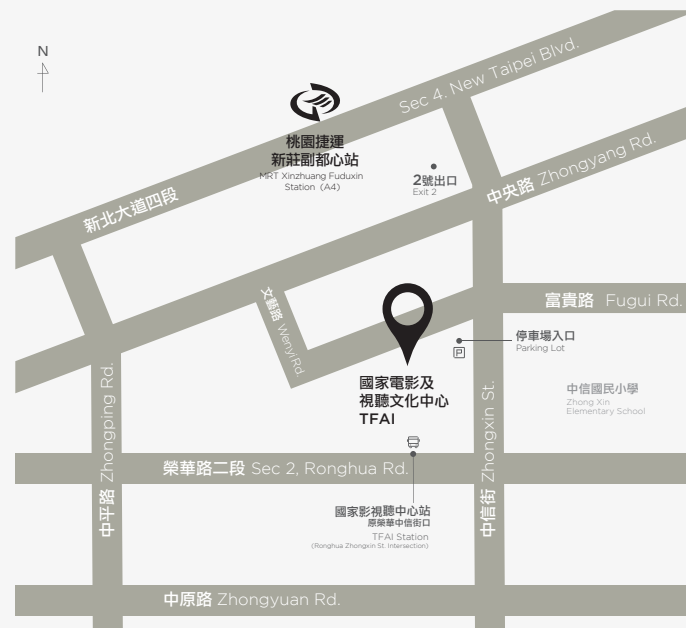 N
Sec 4, New Taipei Blvd.
桃園捷運
新莊副都心站
MRT Xinzhuang Fuduxin
Station (A4)
2號出口
Exit 2
中央路 Zhongyang Rd.
新北大道四段
文藝路 Wenyi Rd.
富貴路 Fugui Rd.
停車場入口
Parking Lot
P
國家電影及
視聽文化中心
TFAI
中信國民小學
Zhong Xin
Elementary School
中平路 Zhongping Rd.
中信街 Zhongxin St.
榮華路二段 Sec 2, Ronghua Rd.
國家影視聽中心站
原榮華中信街口
TFAI Station
(Ronghua Zhongxin St. Intersection)
中原路 Zhongyuan Rd.